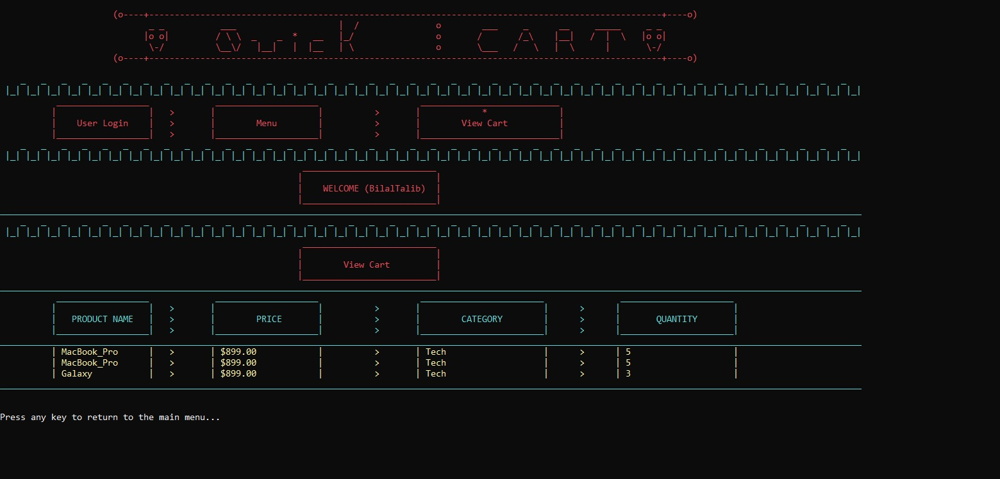 Quick CART
User Login > Menu > * View Cart
WELCOME (BilalTalib)
View Cart
PRODUCT NAME > PRICE > CATEGORY > QUANTITY
| MacBook_Pro | > | $899.00 | > | Tech | > | 5 |
| MacBook_Pro | > | $899.00 | > | Tech | > | 5 |
| Galaxy | > | $899.00 | > | Tech | > | 3 |
Press any key to return to the main menu...